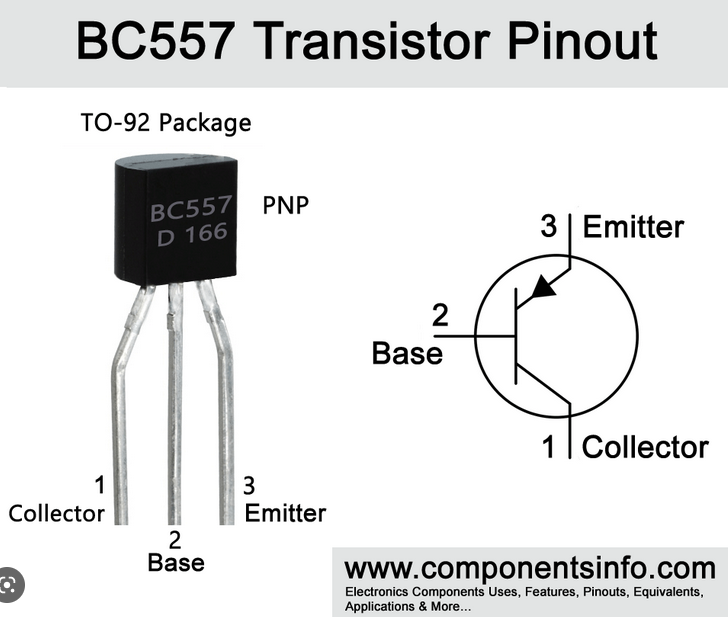 BC557 Transistor Pinout
TO-92 Package
BC557
D 166
PNP
3 Emitter
2
Base
1 Collector
1
Collector
2
Base
3
Emitter
www.componentsinfo.com
Electronics Components Uses, Features, Pinouts, Equivalents,
Applications & More...